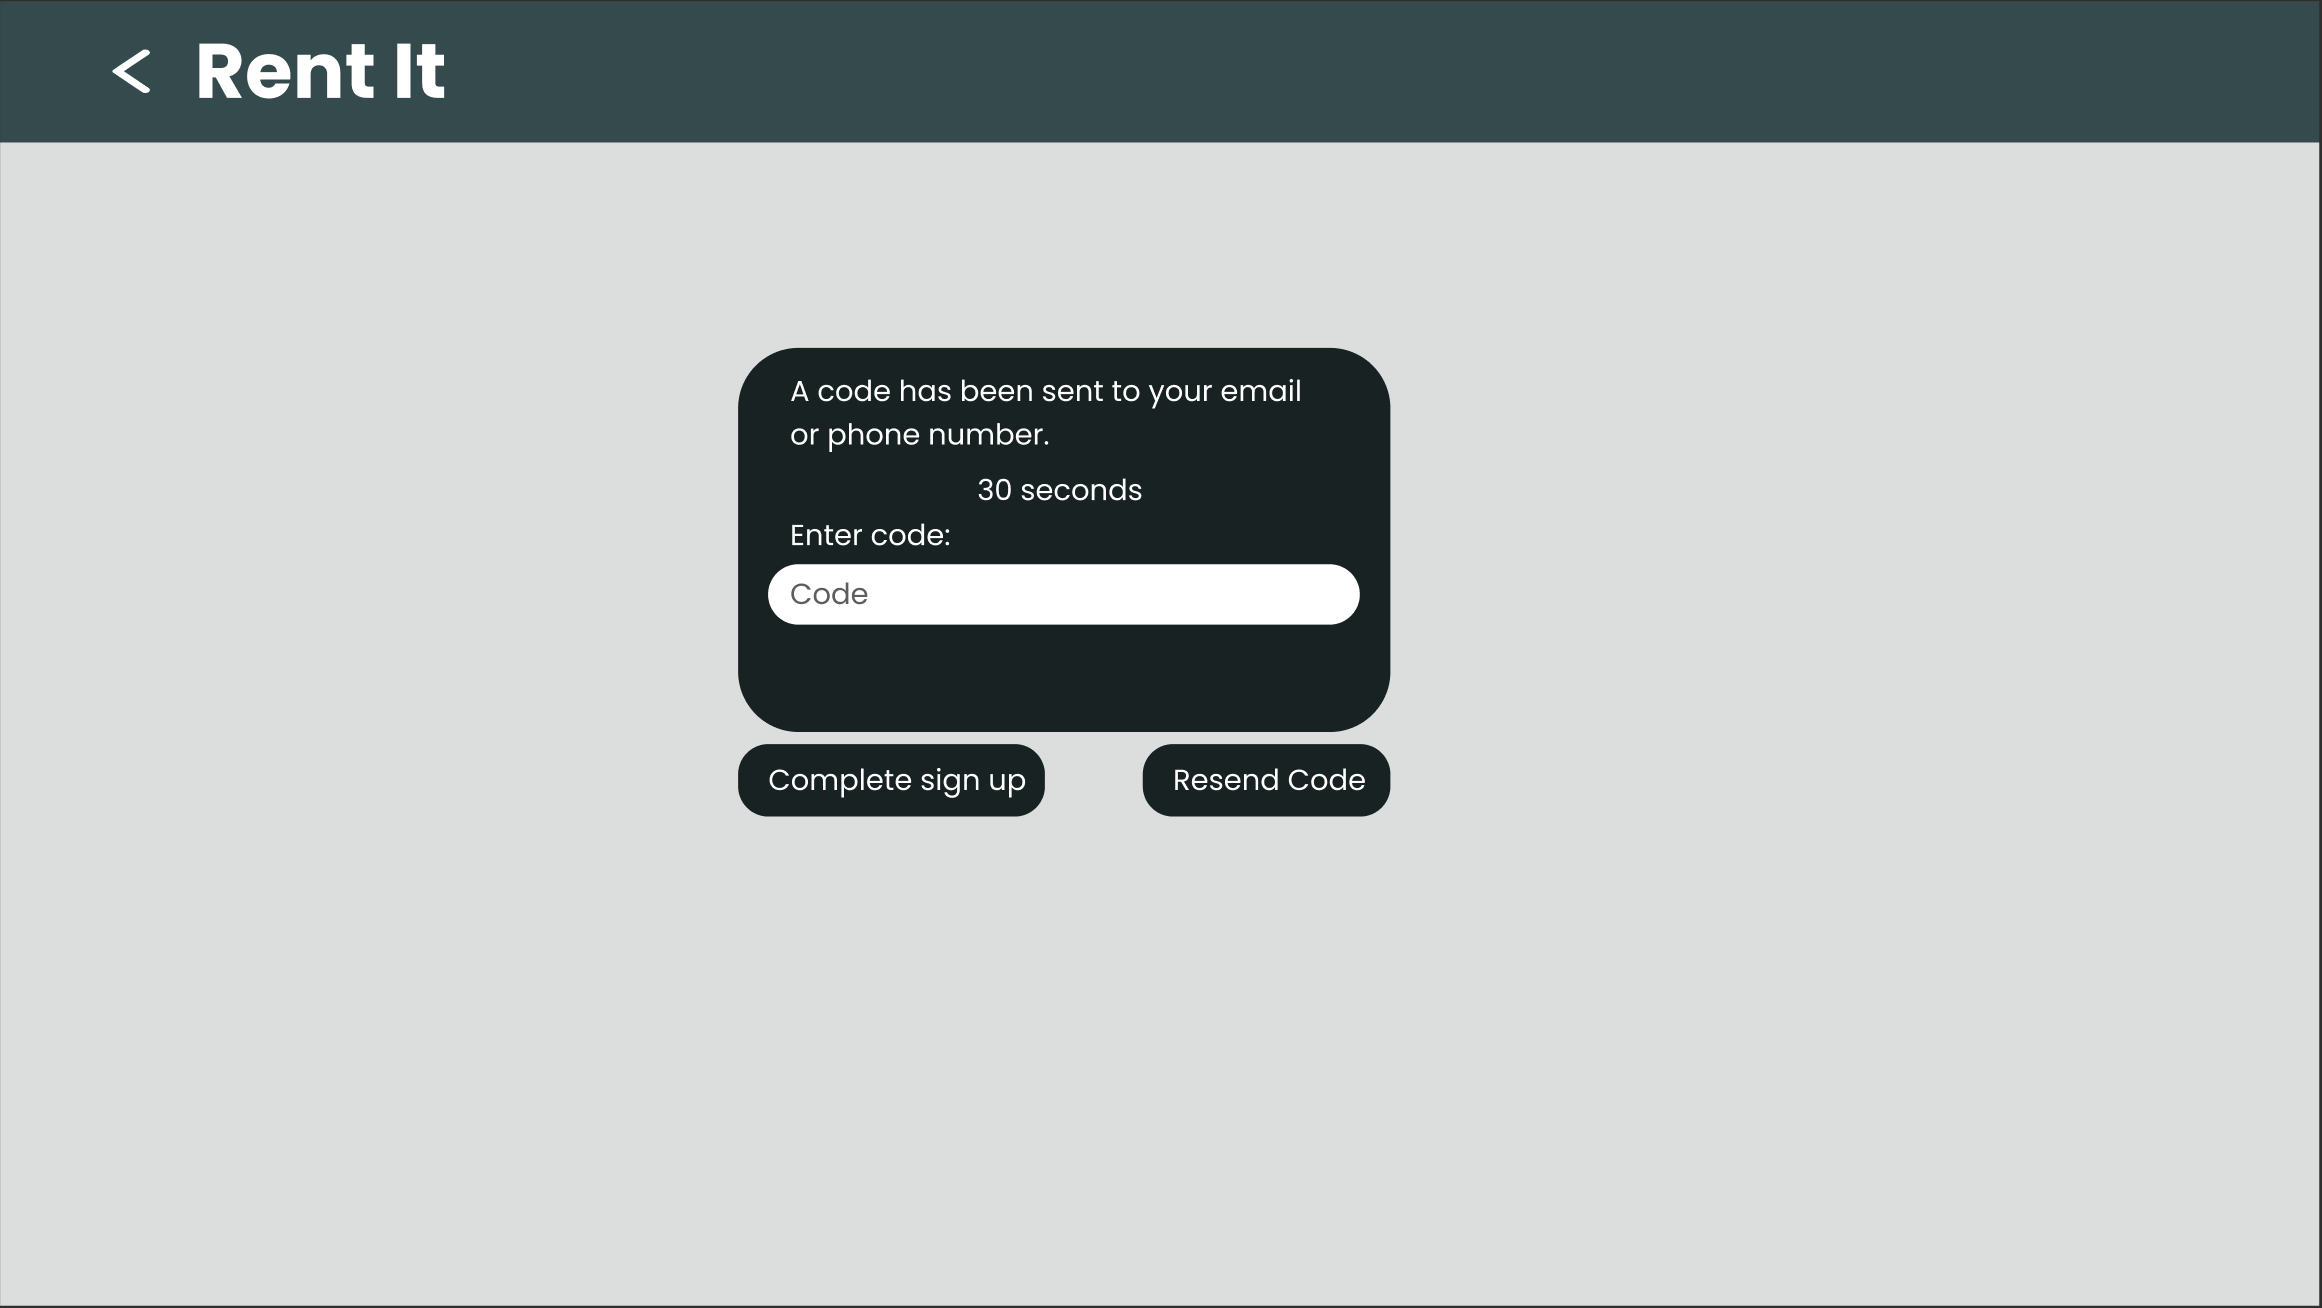 Rent It
A code has been sent to your email
or phone number.
30 seconds
Enter code:
Code
Complete sign up
Resend Code